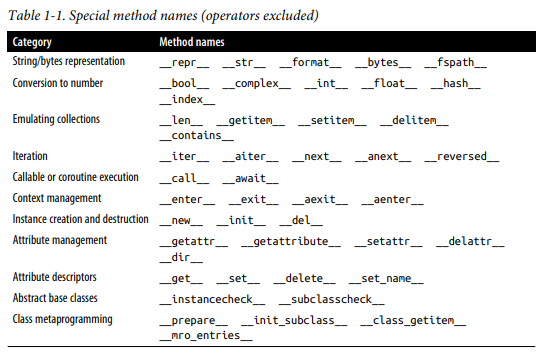 Table 1-1. Special method names (operators excluded)
Category Method names
String/bytes representation __repr__ __str__ __format__ __bytes__ __fspath__
Conversion to number __bool__ __complex__ __int__ __float__ __hash__
__index__
Emulating collections __len__ __getitem__ __setitem__ __delitem__
__contains__
Iteration __iter__ __aiter__ __next__ __anext__ __reversed__
Callable or coroutine execution __call__ __await__
Context management __enter__ __exit__ __aexit__ __aenter__
Instance creation and destruction __new__ __init__ __del__
Attribute management __getattr__ __getattribute__ __setattr__ __delattr__
__dir__
Attribute descriptors __get__ __set__ __delete__ __set_name__
Abstract base classes __instancecheck__ __subclasscheck__
Class metaprogramming __prepare__ __init_subclass__ __class_getitem__
__mro_entries__